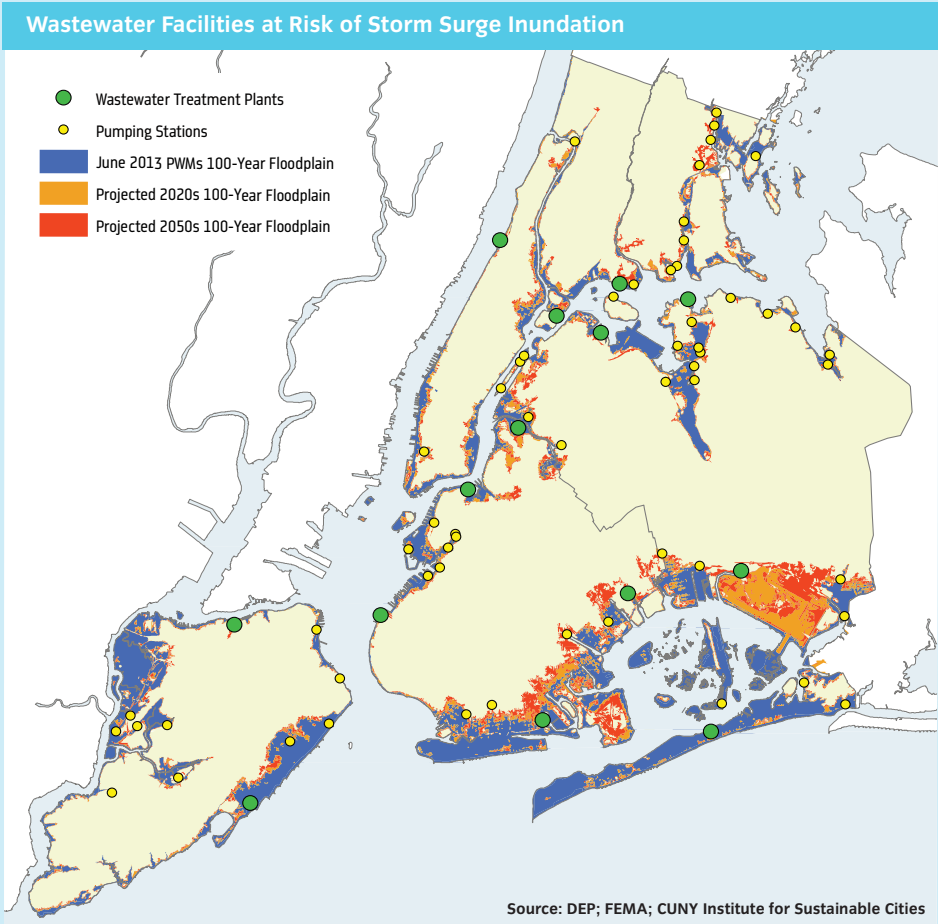 Wastewater Facilities at Risk of Storm Surge Inundation
Wastewater Treatment Plants
Pumping Stations
June 2013 PWMs 100-Year Floodplain
Projected 2020s 100-Year Floodplain
Projected 2050s 100-Year Floodplain
Source: DEP; FEMA; CUNY Institute for Sustainable Cities